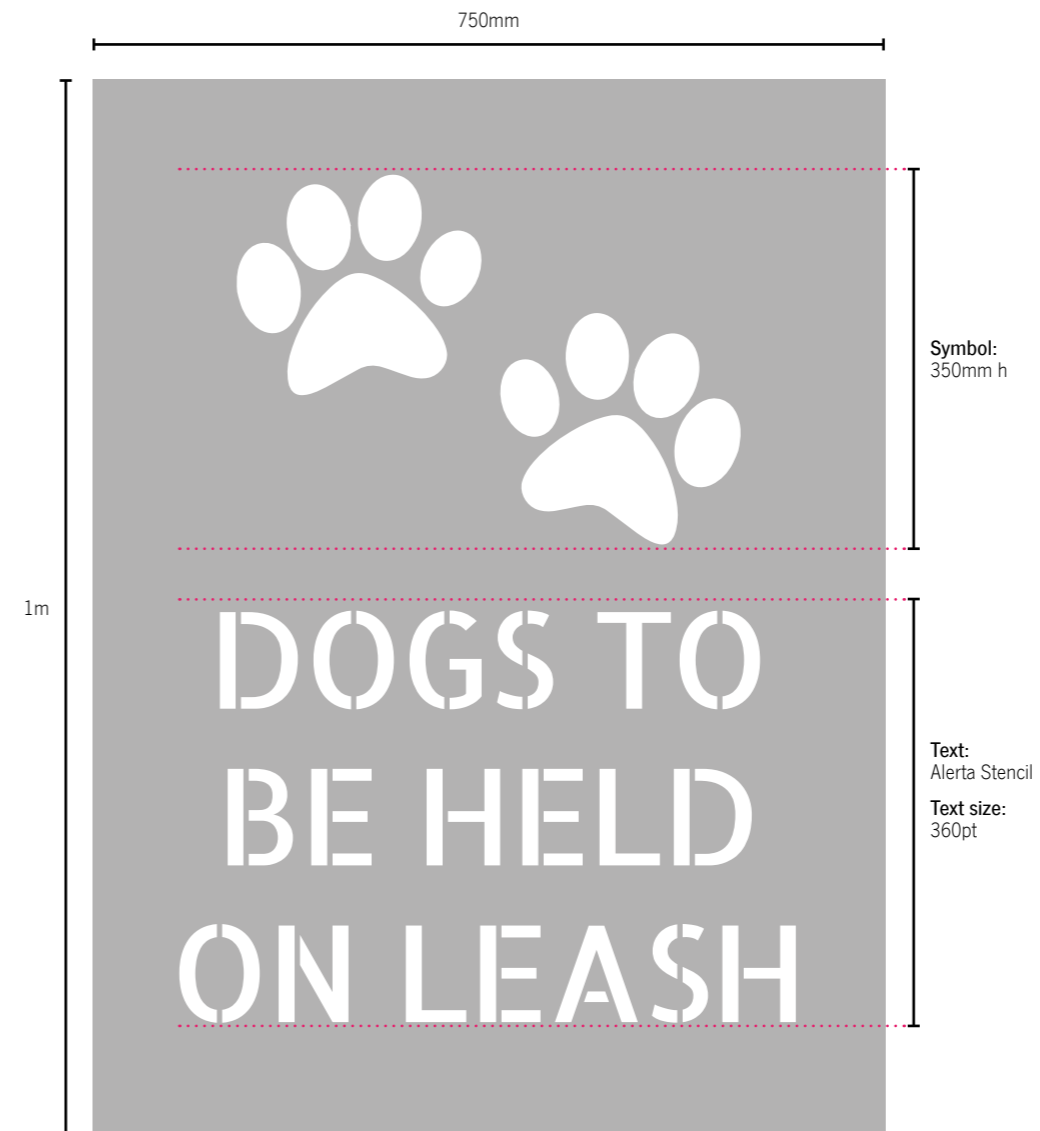 750mm
Symbol:
350mm h
1m
DOGS TO
BE HELD
ON LEASH
Text:
Alerta Stencil
Text size:
360pt